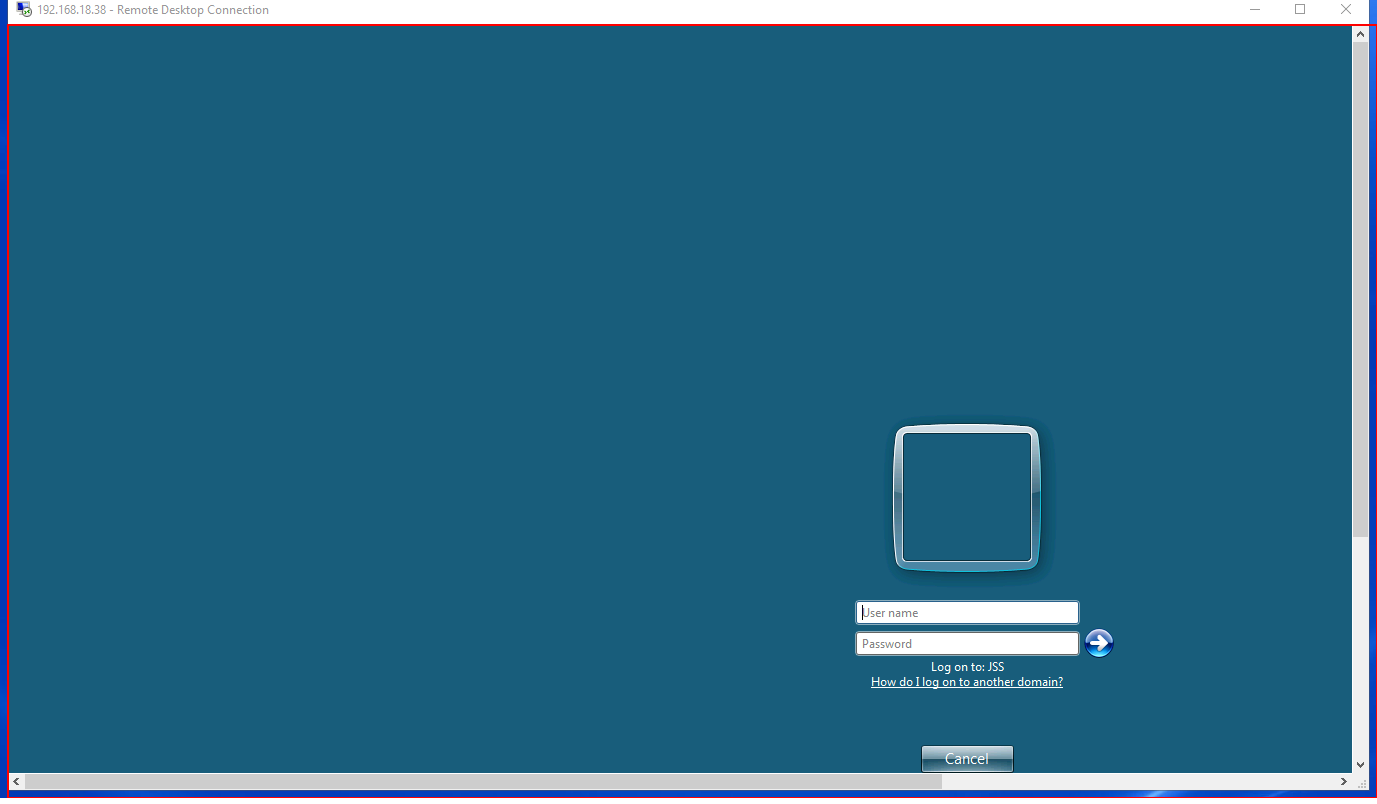 192.168.18.38 - Remote Desktop Connection
User name
Password
Log on to: JSS
How do I log on to another domain?
Cancel